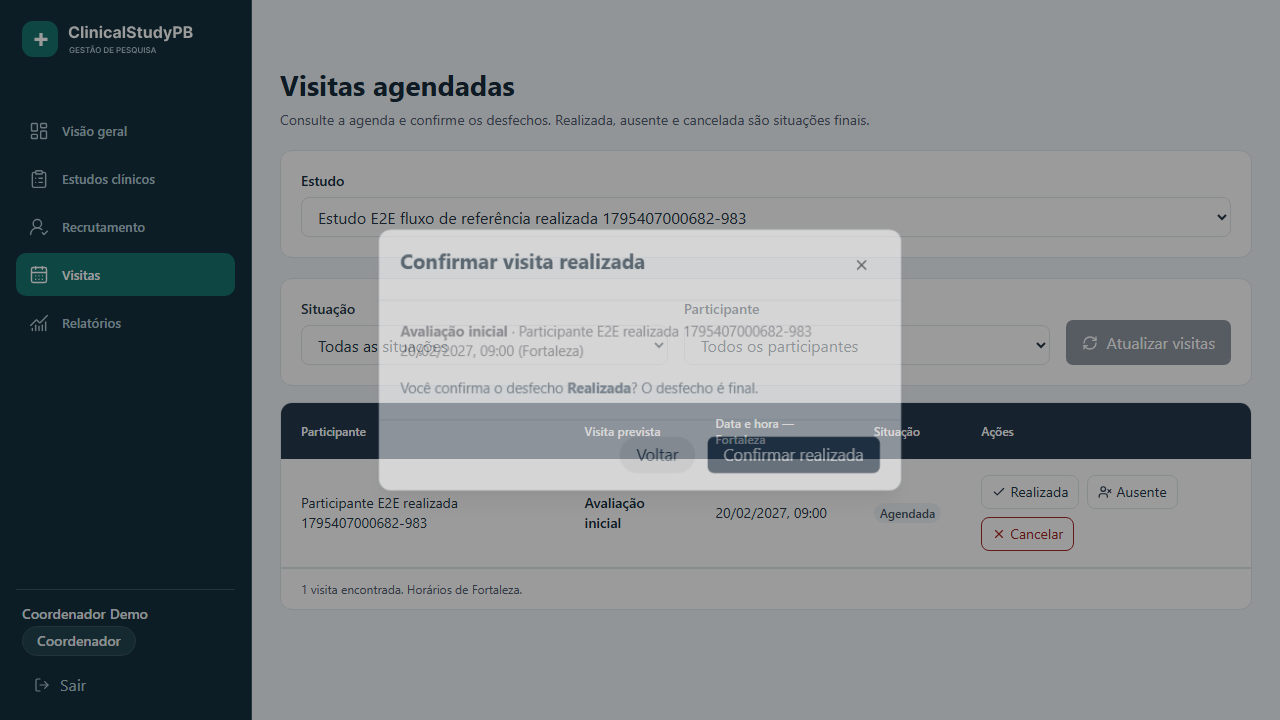 ClinicalStudyPB
GESTÃO DE PESQUISA
Visão geral
Estudos clínicos
Recrutamento
Visitas
Relatórios
Coordenador Demo
Coordenador
Sair
Visitas agendadas
Consulte a agenda e confirme os desfechos. Realizada, ausente e cancelada são situações finais.
Estudo
Estudo E2E fluxo de referência realizada 1795407000682-983
Situação
Todas as situações
Participante
Todos os participantes
Atualizar visitas
Confirmar visita realizada
Avaliação inicial · Participante E2E realizada 1795407000682-983
20/02/2027, 09:00 (Fortaleza)
Você confirma o desfecho Realizada? O desfecho é final.
Voltar
Confirmar realizada
Participante
Visita prevista
Data e hora —
Fortaleza
Situação
Ações
Participante E2E realizada
1795407000682-983
Avaliação
inicial
20/02/2027, 09:00
Agendada
Realizada
Ausente
Cancelar
1 visita encontrada. Horários de Fortaleza.